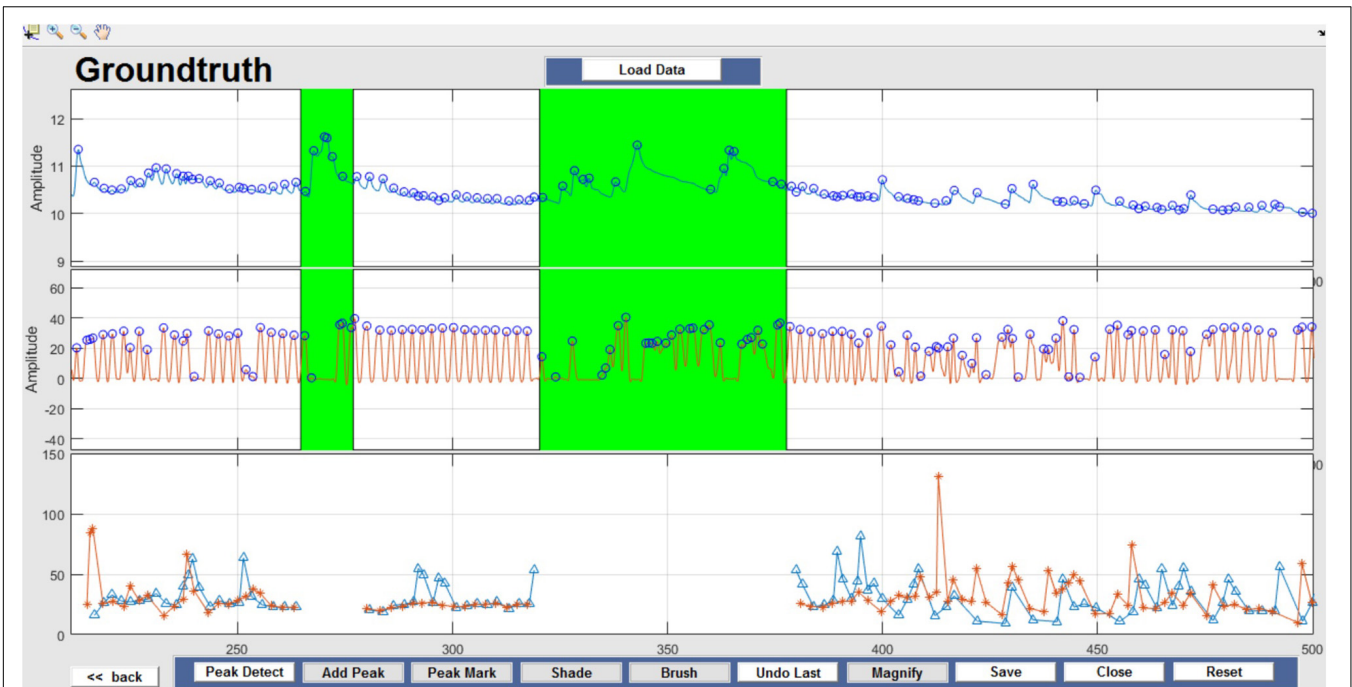 Groundtruth
Load Data
Amplitude
12
11
10
9
Amplitude
60
40
20
0
-20
-40
150
100
50
0
250
300
350
400
450
500
<< back
Peak Detect
Add Peak
Peak Mark
Shade
Brush
Undo Last
Magnify
Save
Close
Reset